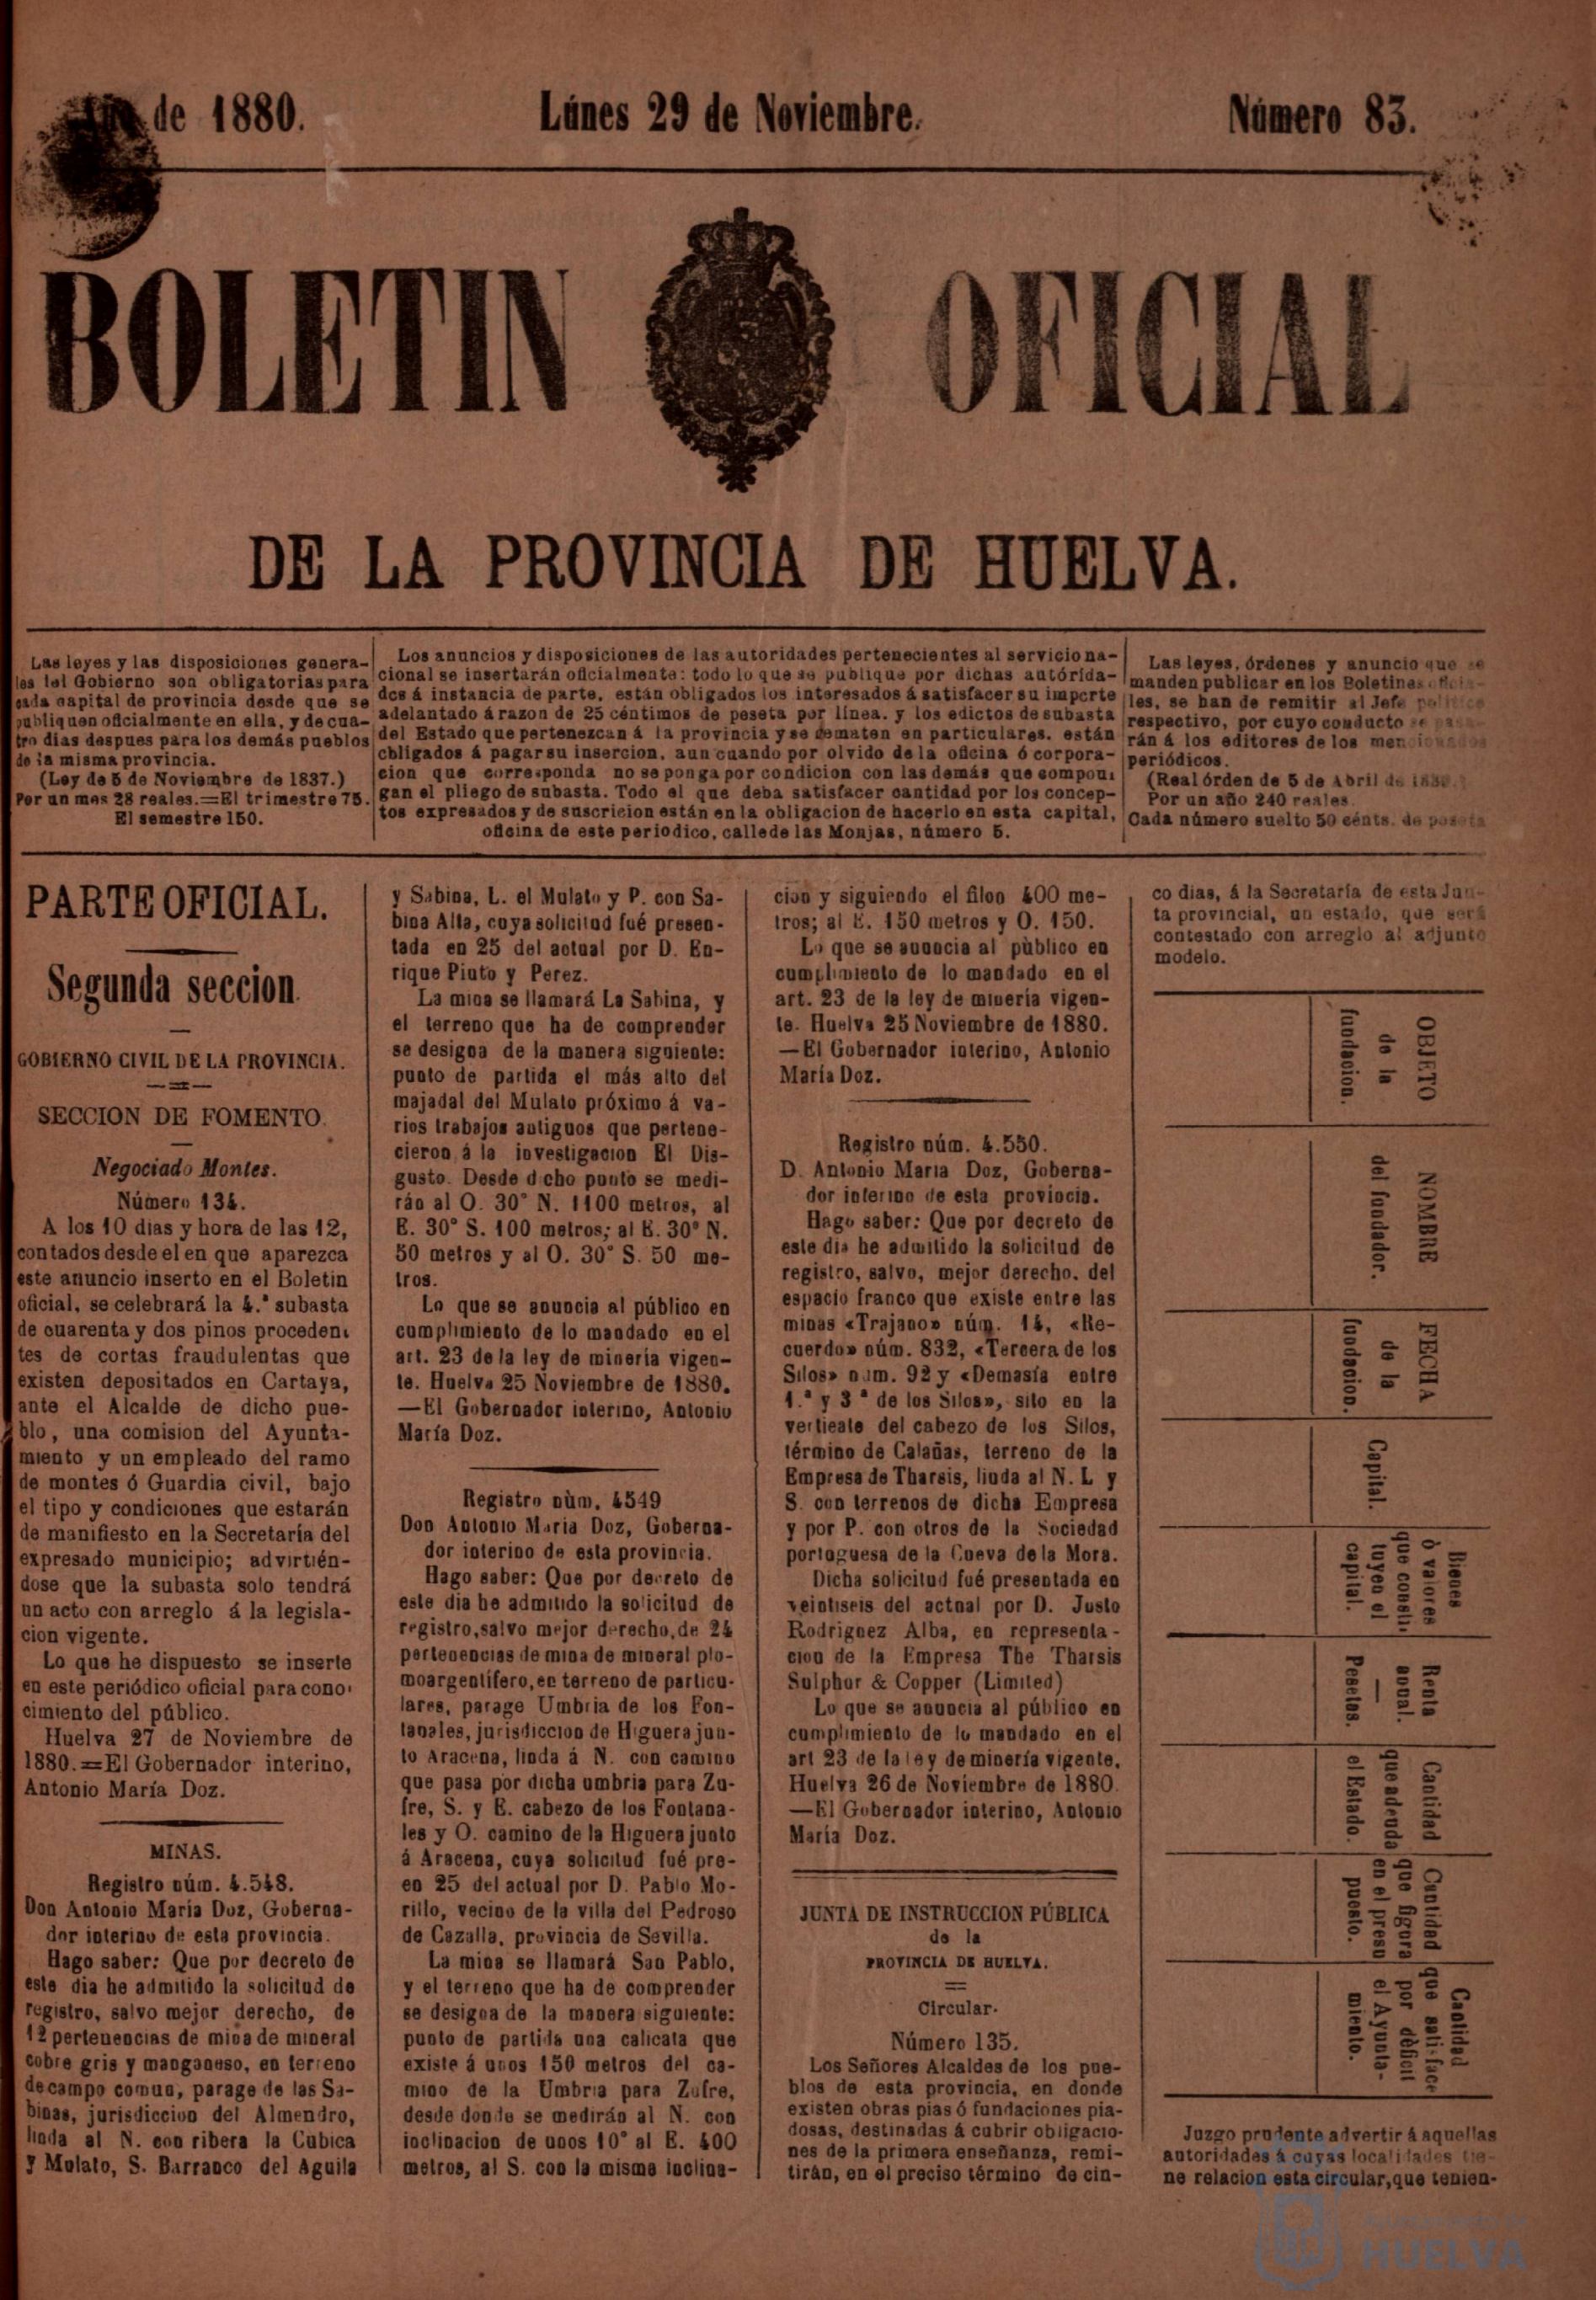 de 1880.
Lúnes 29 de Noviembre.
Número 83.
BOLETIN OFICIAL
DE LA PROVINCIA DE HUELVA.
Las leyes y las disposiciones genera-
les del Gobierno son obligatorias para
cada capital de provincia desde que se
publiquen oficialmente en ella, y de cua-
tro dias despues para los demás pueblos
de la misma provincia.
(Ley de 5 de Noviembre de 1837.)
Por un mes 28 reales.=El trimestre 75.
El semestre 150.
Los anuncios y disposiciones de las autoridades pertenecientes al servicio na-
cional se insertarán oficialmente: todo lo que se publique por dichas autórida-
des á instancia de parte, están obligados los interesados á satisfacer su importe
adelantado á razon de 25 céntimos de peseta por línea. y los edictos de subasta
del Estado que pertenezcan á la provincia y se rematen en particulares. están
obligados á pagar su insercion, aun cuando por olvido de la oficina ó corpora-
cion que corresponda no se ponga por condicion con las demás que compon
gan el pliego de subasta. Todo el que deba satisfacer cantidad por los concep-
tos expresados y de suscricion están en la obligacion de hacerlo en esta capital,
oficina de este periodico, calle de las Monjas, número 5.
Las leyes, órdenes y anuncio que se
manden publicar en los Boletines oficia-
les, se han de remitir al Jefe político
respectivo, por cuyo conducto se pasa-
rán á los editores de los mencionados
periódicos.
(Real órden de 5 de Abril de
Por un año 240 reales.
Cada número suelto 50 cénts. de peseta
PARTE OFICIAL.
Segunda seccion.
GOBIERNO CIVIL DE LA PROVINCIA.
SECCION DE FOMENTO.
Negociado Montes.
Número 134.
A los 10 dias y hora de las 12,
contados desde el en que aparezca
este anuncio inserto en el Boletin
oficial, se celebrará la 4.ª subasta
de cuarenta y dos pinos proceden
tes de cortas fraudulentas que
existen depositados en Cartaya,
ante el Alcalde de dicho pue-
blo, una comision del Ayunta-
miento y un empleado del ramo
de montes ó Guardia civil, bajo
el tipo y condiciones que estarán
de manifiesto en la Secretaría del
expresado municipio; advirtién-
dose que la subasta solo tendrá
un acto con arreglo á la legisla-
cion vigente.
Lo que he dispuesto se inserte
en este periódico oficial para cono
cimiento del público.
Huelva 27 de Noviembre de
1880.=El Gobernador interino,
Antonio María Doz.
MINAS.
Registro núm. 4.548.
Don Antonio María Doz, Goberna-
dor interino de esta provincia.
Hago saber: Que por decreto de
este dia he admitido la solicitud de
registro, salvo mejor derecho, de
12 pertenencias de mina de mineral
cobre gris y manganeso, en terreno
de campo comun, parage de las Sa-
binas, jurisdiccion del Almendro,
linda al N. con ribera la Cubica
y Mulato, S. Barranco del Aguila
y Sabina, L. el Mulato y P. con Sa-
bina Alta, cuya solicitud fué presen-
tada en 25 del actual por D. En-
rique Pinto y Perez.
La mina se llamará La Sabina, y
el terreno que ha de comprender
se designa de la manera siguiente:
punto de partida el más alto del
majadal del Mulato próximo á va-
rios trabajos antiguos que pertene-
cieron á la investigacion El Dis-
gusto. Desde dicho punto se medi-
rán al O. 30° N. 1100 metros, al
E. 30° S. 100 metros; al E. 30° N.
50 metros y al O. 30° S. 50 me-
tros.
Lo que se anuncia al público en
cumplimiento de lo mandado en el
art. 23 de la ley de minería vigen-
te. Huelva 25 Noviembre de 1880.
—El Gobernador interino, Antonio
María Doz.
Registro núm. 4549
Don Antonio Maria Doz, Goberna-
dor interino de esta provincia.
Hago saber: Que por decreto de
este dia he admitido la solicitud de
registro, salvo mejor derecho, de 24
pertenencias de mina de mineral plo-
moargentífero, en terreno de particu-
lares, parage Umbria de los Fon-
tanales, jurisdiccion de Higuera jun-
to Aracena, linda á N. con camino
que pasa por dicha umbria para Zu-
fre, S. y E. cabezo de los Fontana-
les y O. camino de la Higuera junto
á Aracena, cuya solicitud fué pre-
en 25 del actual por D. Pablo Mo-
rillo, vecino de la villa del Pedroso
de Cazalla, provincia de Sevilla.
La mina se llamará San Pablo,
y el terreno que ha de comprender
se designa de la manera siguiente:
punto de partida una calicata que
existe á unos 150 metros del ca-
mino de la Umbria para Zufre,
desde donde se medirán al N. con
inclinacion de unos 10° al E. 400
metros, al S. con la misma inclina-
cion y siguiendo el filon 400 me-
tros; al E. 150 metros y O. 150.
Lo que se anuncia al público en
cumplimiento de lo mandado en el
art. 23 de la ley de minería vigen-
te. Huelva 25 Noviembre de 1880.
—El Gobernador interino, Antonio
María Doz.
Registro núm. 4.550.
D. Antonio Maria Doz, Goberna-
dor interino de esta provincia.
Hago saber: Que por decreto de
este dia he admitido la solicitud de
registro, salvo, mejor derecho. del
espacio franco que existe entre las
minas «Trajano» núm. 14, «Re-
cuerdo» núm. 832, «Tercera de los
Silos» núm. 92 y «Demasía entre
1.ª y 3.ª de los Silos», sito en la
vertiente del cabezo de los Silos,
término de Calañas, terreno de la
Empresa de Tharsis, linda al N. L y
S. con terrenos de dicha Empresa
y por P. con otros de la Sociedad
portuguesa de la Cueva de la Mora.
Dicha solicitud fué presentada en
veintiseis del actual por D. Justo
Rodriguez Alba, en representa-
cion de la Empresa The Tharsis
Sulphur & Copper (Limited)
Lo que se anuncia al público en
cumplimiento de lo mandado en el
art 23 de la ley de minería vigente.
Huelva 26 de Noviembre de 1880.
—El Gobernador interino, Antonio
María Doz.
JUNTA DE INSTRUCCION PÚBLICA
de la
PROVINCIA DE HUELVA.
Circular.
Número 135.
Los Señores Alcaldes de los pue-
blos de esta provincia, en donde
existen obras pias ó fundaciones pia-
dosas, destinadas á cubrir obligacio-
nes de la primera enseñanza, remi-
tirán, en el preciso término de cin-
co dias, á la Secretaría de esta Jun-
ta provincial, un estado, que será
contestado con arreglo al adjunto
modelo.
OBJETO
de la
fundacion.
NOMBRE
del fundador.
FECHA
de la
fundacion.
Capital.
Bienes
ó valores
que consti-
tuyen el
capital.
Renta
anual.
—
Pesetas.
Cantidad
que adeuda
el Estado.
Cantidad
que figura
en el presu
puesto.
Cantidad
que satisface
por déficit
el Ayunta-
miento.
Juzgo prudente advertir á aquellas
autoridades á cuyas localidades tie-
ne relacion esta circular, que tenien-
HUELVA